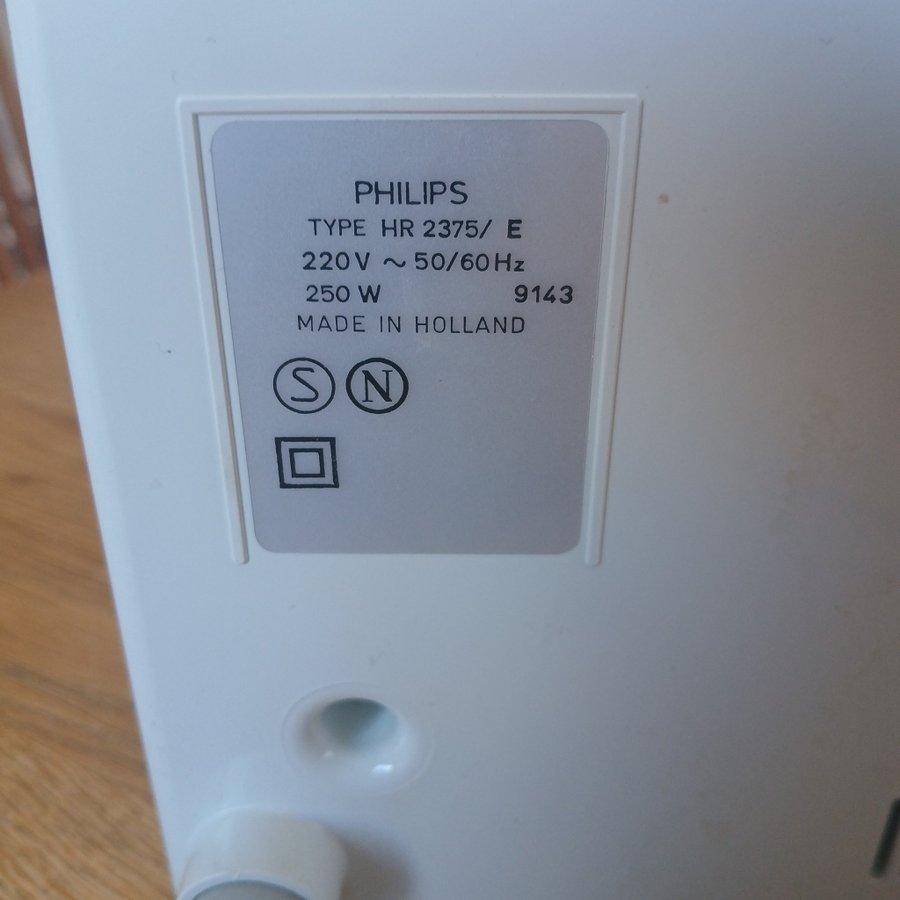 PHILIPS
TYPE HR 2375/ E
220V ~ 50/60Hz
250 W 9143
MADE IN HOLLAND
S N